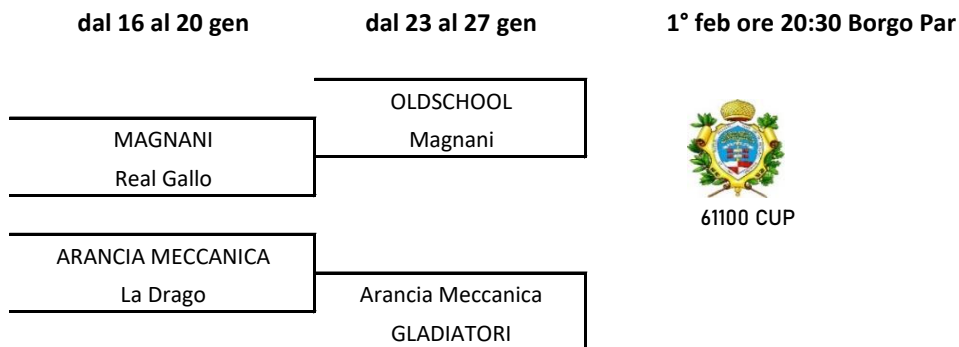 dal 16 al 20 gen dal 23 al 27 gen 1° feb ore 20:30 Borgo Par
OLDSCHOOL
MAGNANI Magnani
Real Gallo
61100 CUP
ARANCIA MECCANICA
La Drago Arancia Meccanica
GLADIATORI